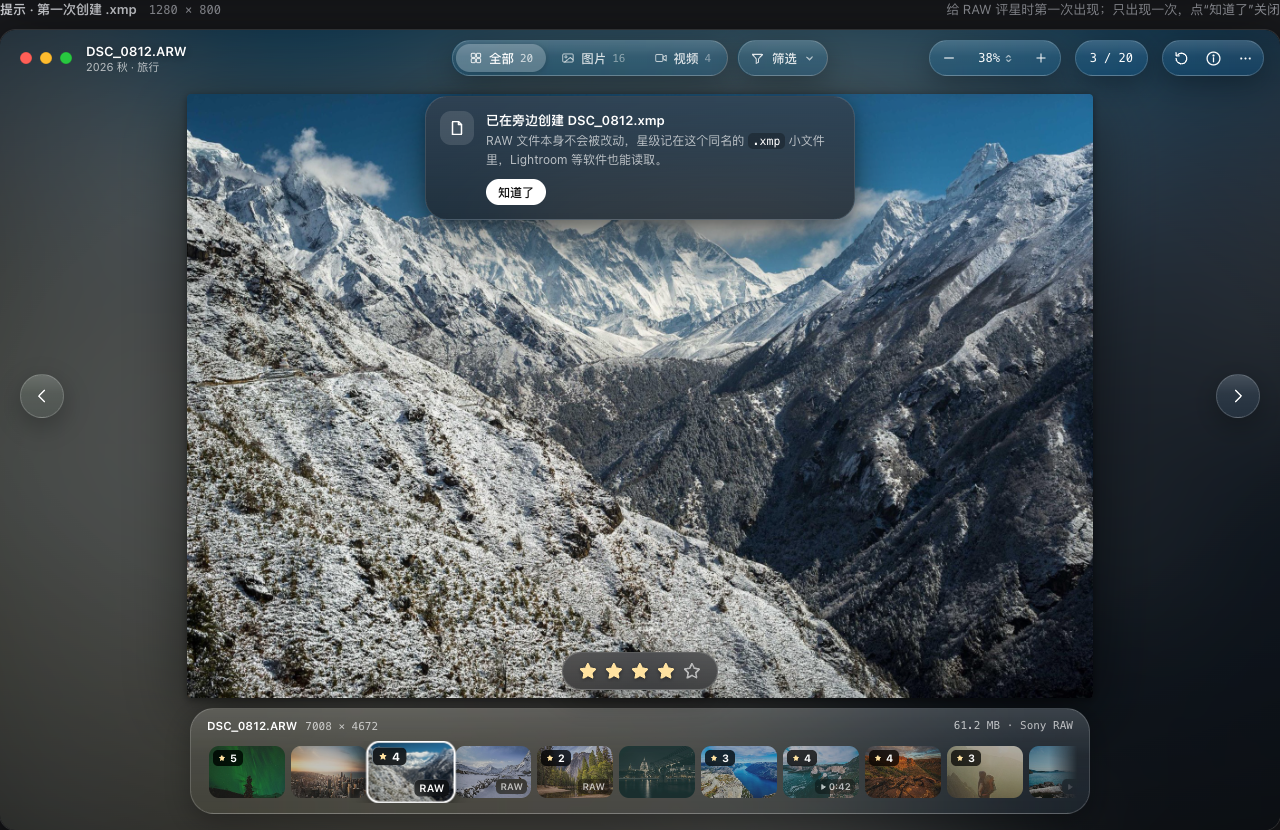 提示 · 第一次创建 .xmp 1280 × 800
给 RAW 评星时第一次出现；只出现一次，点"知道了"关闭
DSC_0812.ARW
2026 秋 · 旅行
全部 20
图片 16
视频 4
筛选
38%
3 / 20
已在旁边创建 DSC_0812.xmp
RAW 文件本身不会被改动，星级记在这个同名的 .xmp 小文件
里，Lightroom 等软件也能读取。
知道了
DSC_0812.ARW 7008 × 4672
61.2 MB · Sony RAW
5
4
RAW
RAW
2
RAW
3
4
0:42
4
3